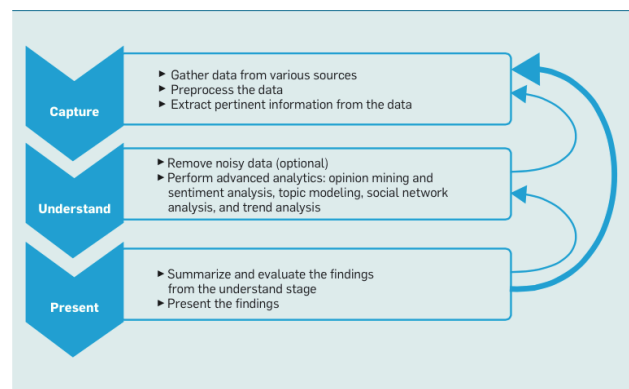 Capture
▶ Gather data from various sources
▶ Preprocess the data
▶ Extract pertinent information from the data
Understand
▶ Remove noisy data (optional)
▶ Perform advanced analytics: opinion mining and
sentiment analysis, topic modeling, social network
analysis, and trend analysis
Present
▶ Summarize and evaluate the findings
from the understand stage
▶ Present the findings